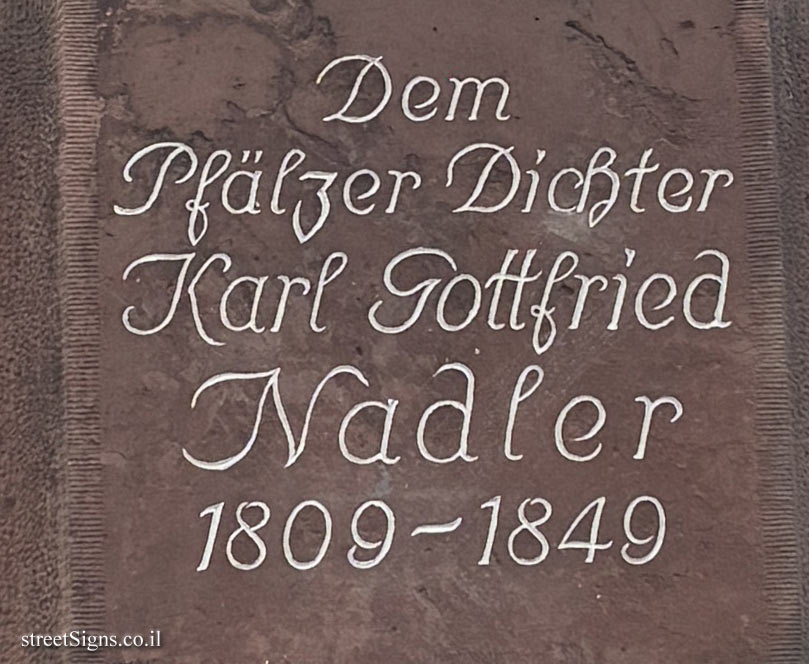 Dem
Pfälzer Dichter
Karl Gottfried
Nadler
1809-1849
streetSigns.co.il